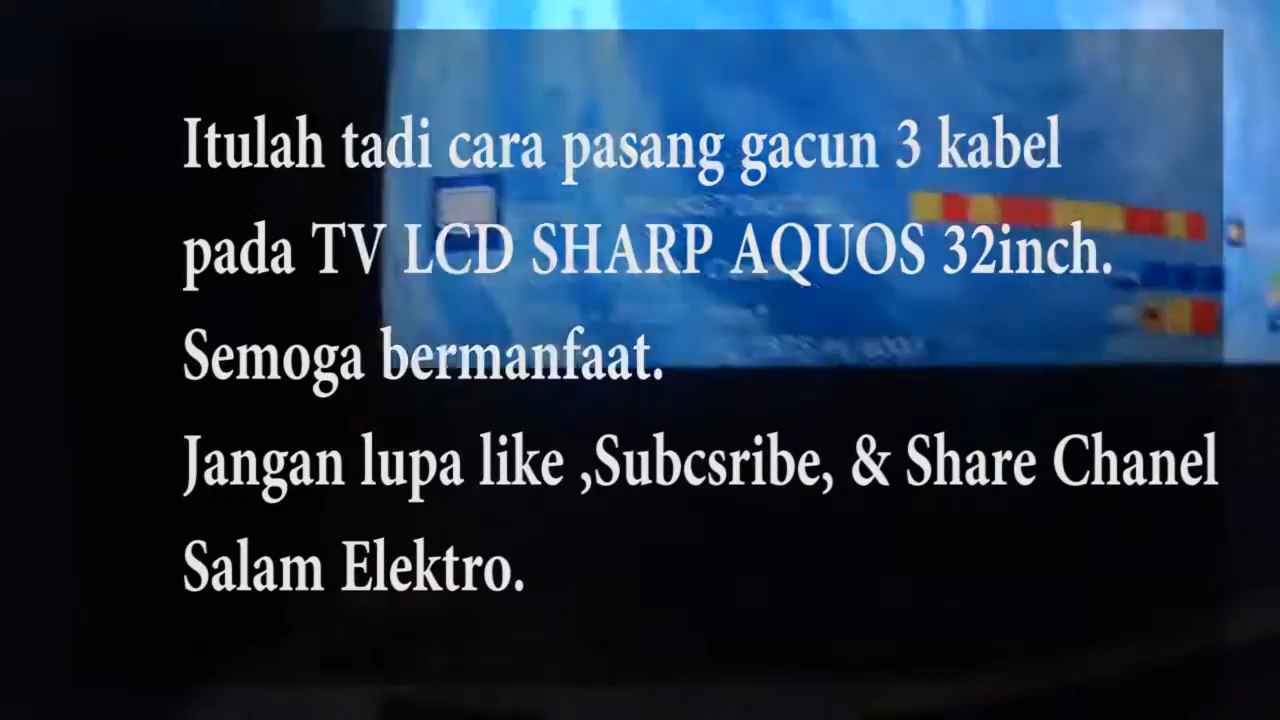 Itulah tadi cara pasang gacun 3 kabel
pada TV LCD SHARP AQUOS 32inch.
Semoga bermanfaat.
Jangan lupa like ,Subcsribe, & Share Chanel
Salam Elektro.